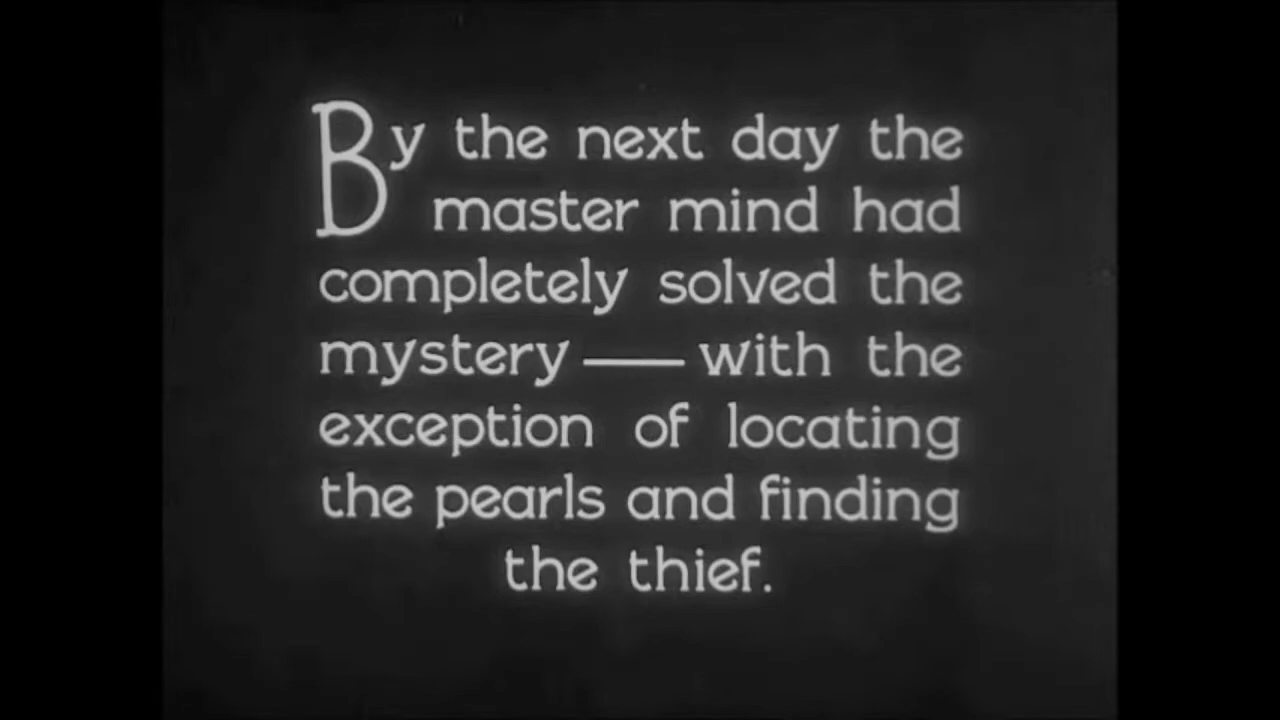 By the next day the
master mind had
completely solved the
mystery — with the
exception of locating
the pearls and finding
the thief.